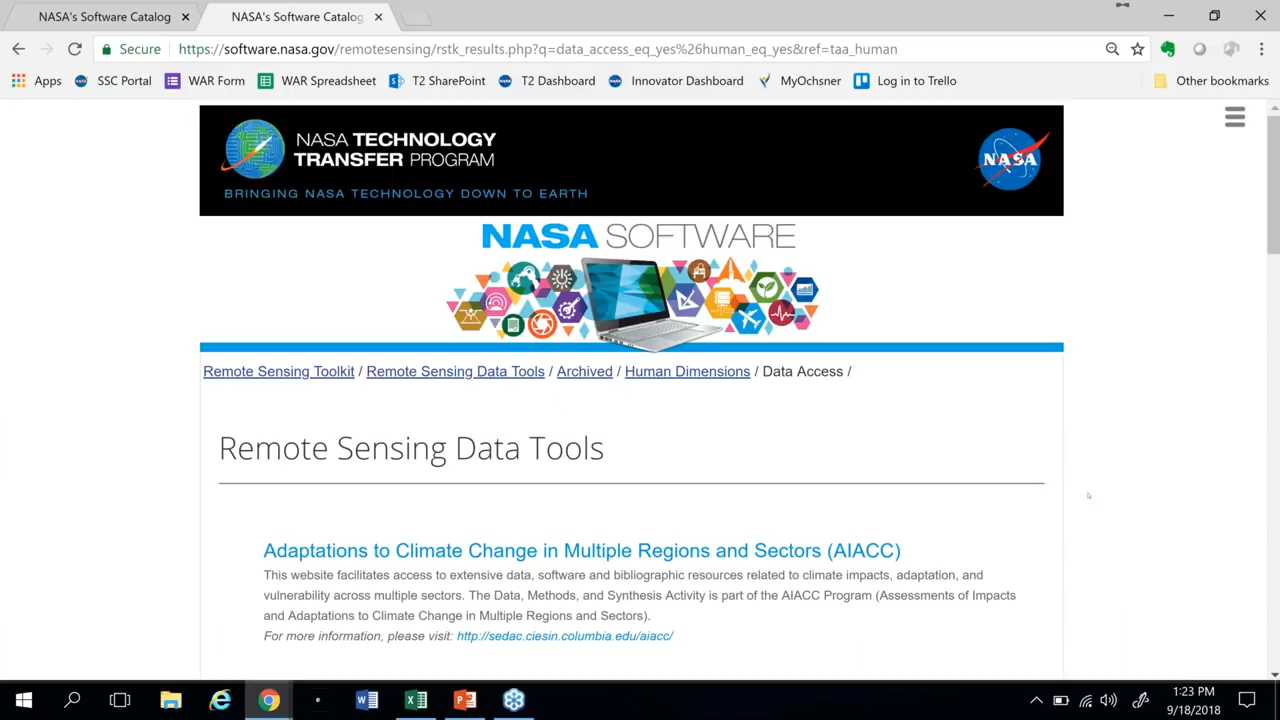 NASA's Software Catalog
NASA's Software Catalog
Secure
https://software.nasa.gov/remotesensing/rstk_results.php?q=data_access_eq_yes%26human_eq_yes&ref=taa_human
Apps
SSC Portal
WAR Form
WAR Spreadsheet
T2 SharePoint
T2 Dashboard
Innovator Dashboard
MyOchsner
Log in to Trello
Other bookmarks
NASA TECHNOLOGY
TRANSFER PROGRAM
BRINGING NASA TECHNOLOGY DOWN TO EARTH
NASA
NASA SOFTWARE
Remote Sensing Toolkit / Remote Sensing Data Tools / Archived / Human Dimensions / Data Access /
Remote Sensing Data Tools
Adaptations to Climate Change in Multiple Regions and Sectors (AIACC)
This website facilitates access to extensive data, software and bibliographic resources related to climate impacts, adaptation, and
vulnerability across multiple sectors. The Data, Methods, and Synthesis Activity is part of the AIACC Program (Assessments of Impacts
and Adaptations to Climate Change in Multiple Regions and Sectors).
For more information, please visit: http://sedac.ciesin.columbia.edu/aiacc/
1:23 PM
9/18/2018